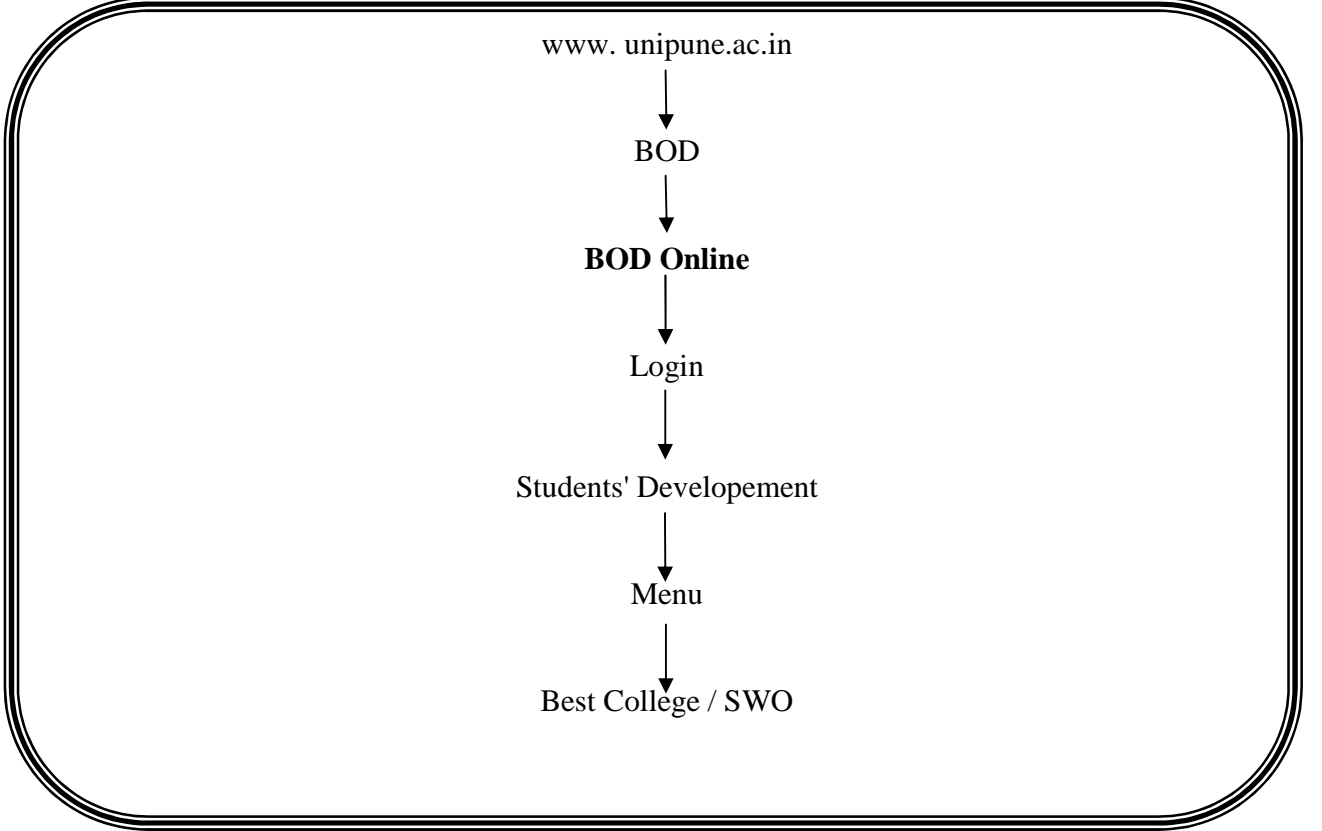 www. unipune.ac.in
BOD
BOD Online
Login
Students' Developement
Menu
Best College / SWO